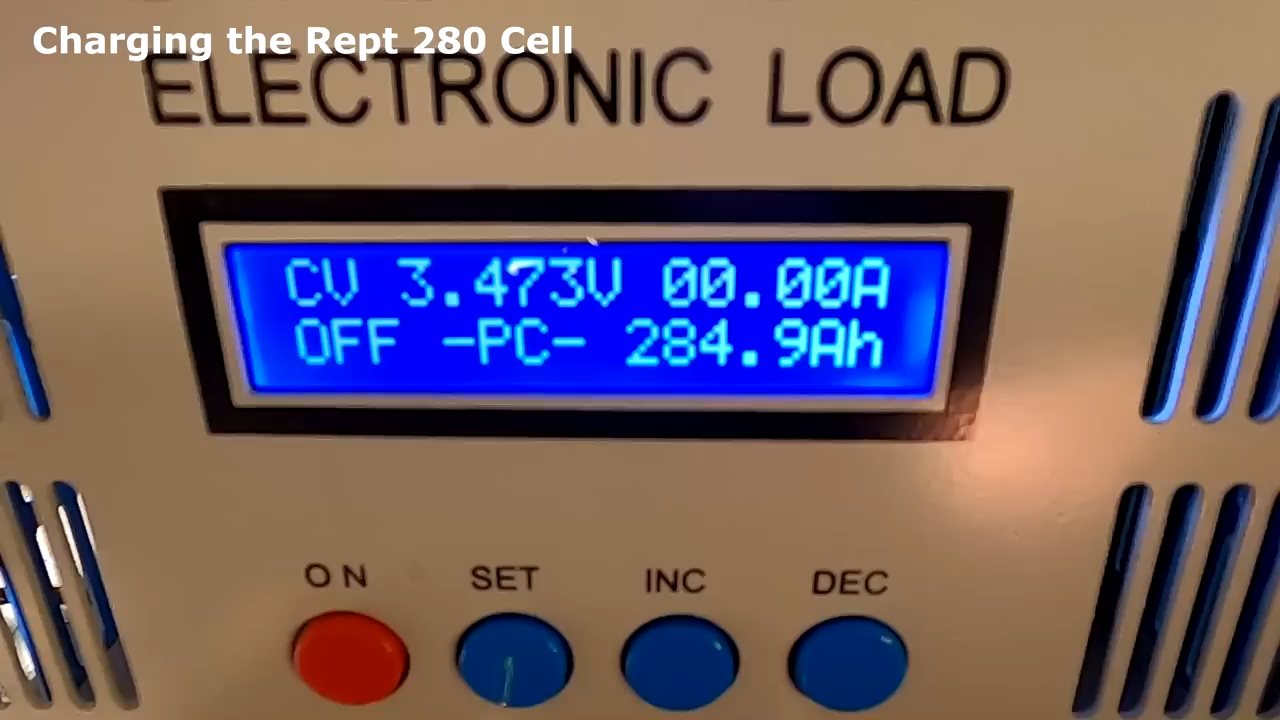 Charging the Rept 280 Cell
ELECTRONIC LOAD
CV 3.473V 00.00A
OFF -PC- 284.9Ah
ON SET INC DEC